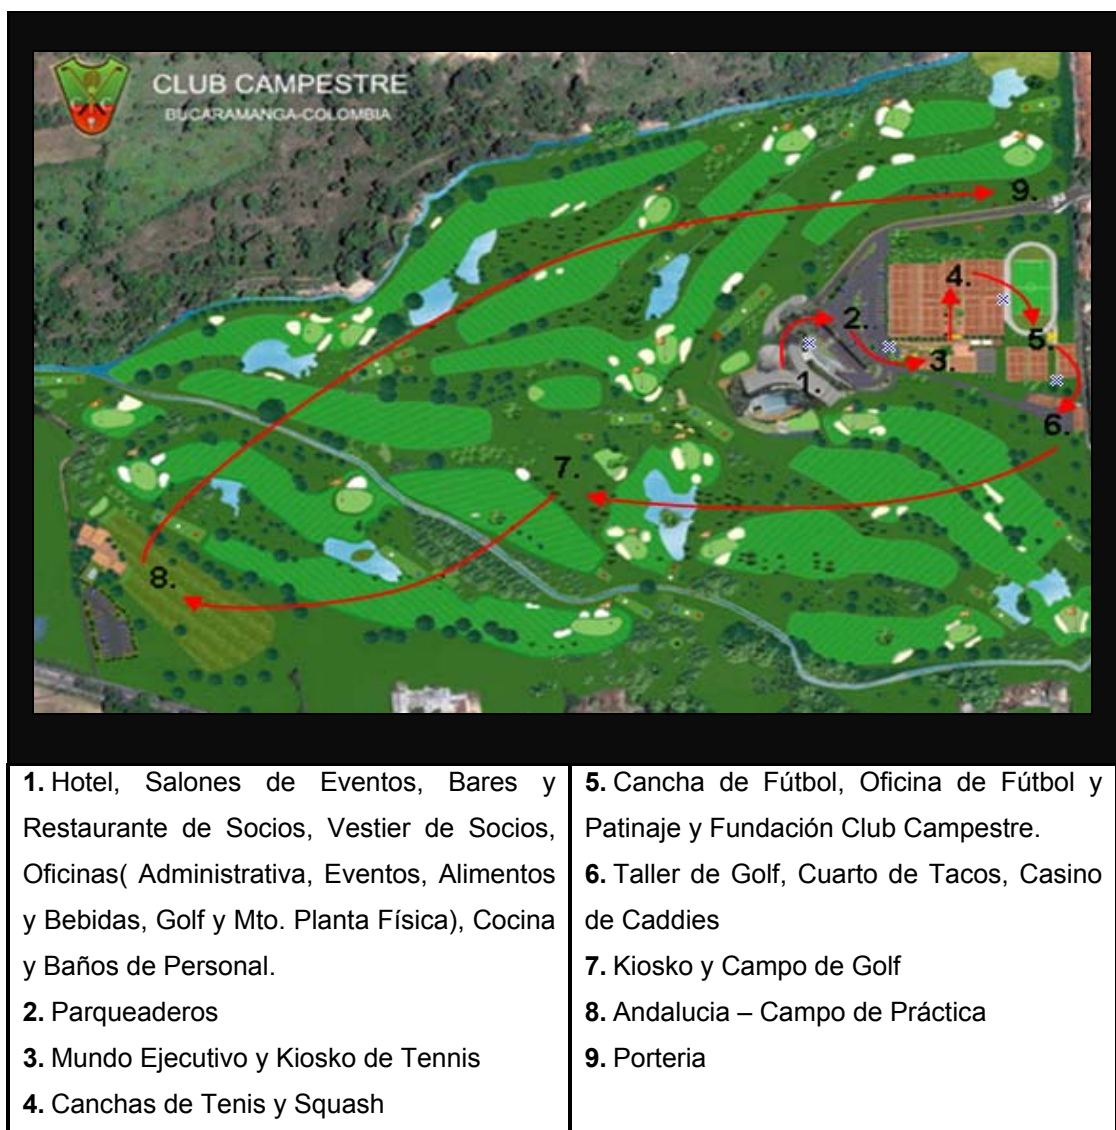 CLUB CAMPESTRE
BUCARAMANGA-COLOMBIA
9.
4.
2.
5.
3.
1.
6.
7.
8.
1. Hotel, Salones de Eventos, Bares y
Restaurante de Socios, Vestier de Socios,
Oficinas( Administrativa, Eventos, Alimentos
y Bebidas, Golf y Mto. Planta Física), Cocina
y Baños de Personal.
2. Parqueaderos
3. Mundo Ejecutivo y Kiosko de Tennis
4. Canchas de Tenis y Squash
5. Cancha de Fútbol, Oficina de Fútbol y
Patinaje y Fundación Club Campestre.
6. Taller de Golf, Cuarto de Tacos, Casino
de Caddies
7. Kiosko y Campo de Golf
8. Andalucia – Campo de Práctica
9. Porteria